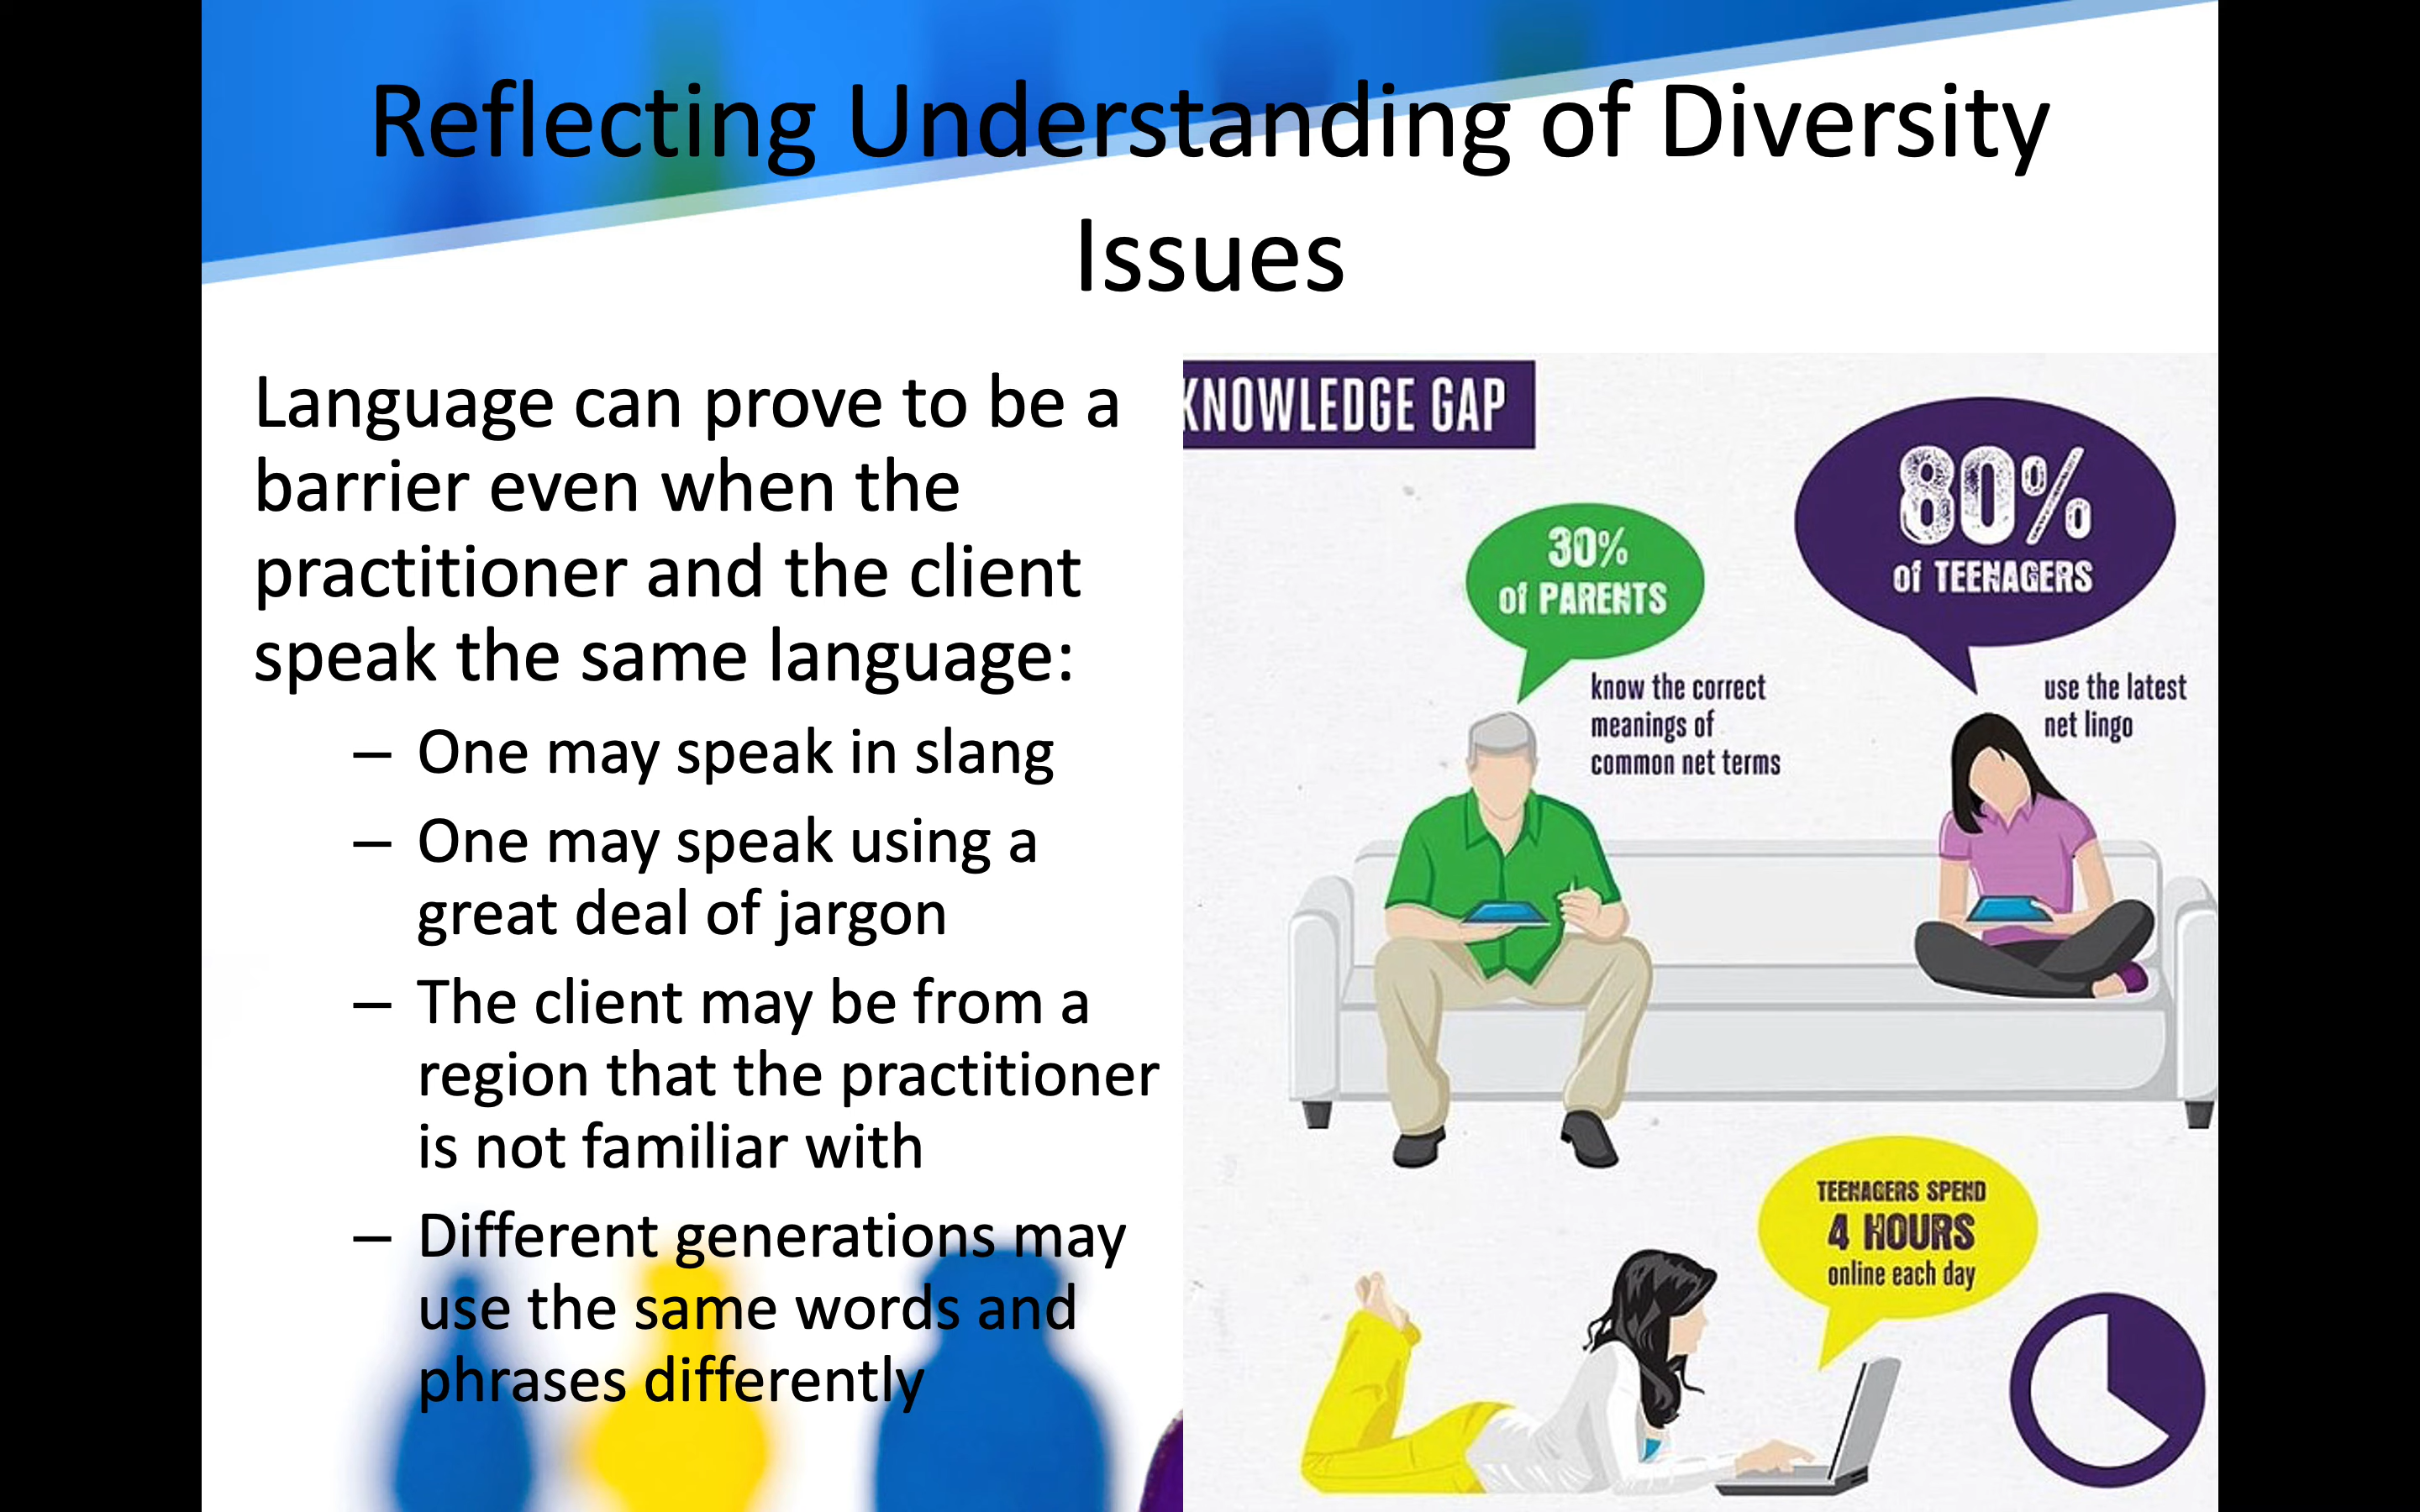 Reflecting Understanding of Diversity
Issues
Language can prove to be a
barrier even when the
practitioner and the client
speak the same language:
– One may speak in slang
– One may speak using a
great deal of jargon
– The client may be from a
region that the practitioner
is not familiar with
– Different generations may
use the same words and
phrases differently
KNOWLEDGE GAP
30%
of PARENTS
know the correct
meanings of
common net terms
80%
of TEENAGERS
use the latest
net lingo
TEENAGERS SPEND
4 HOURS
online each day